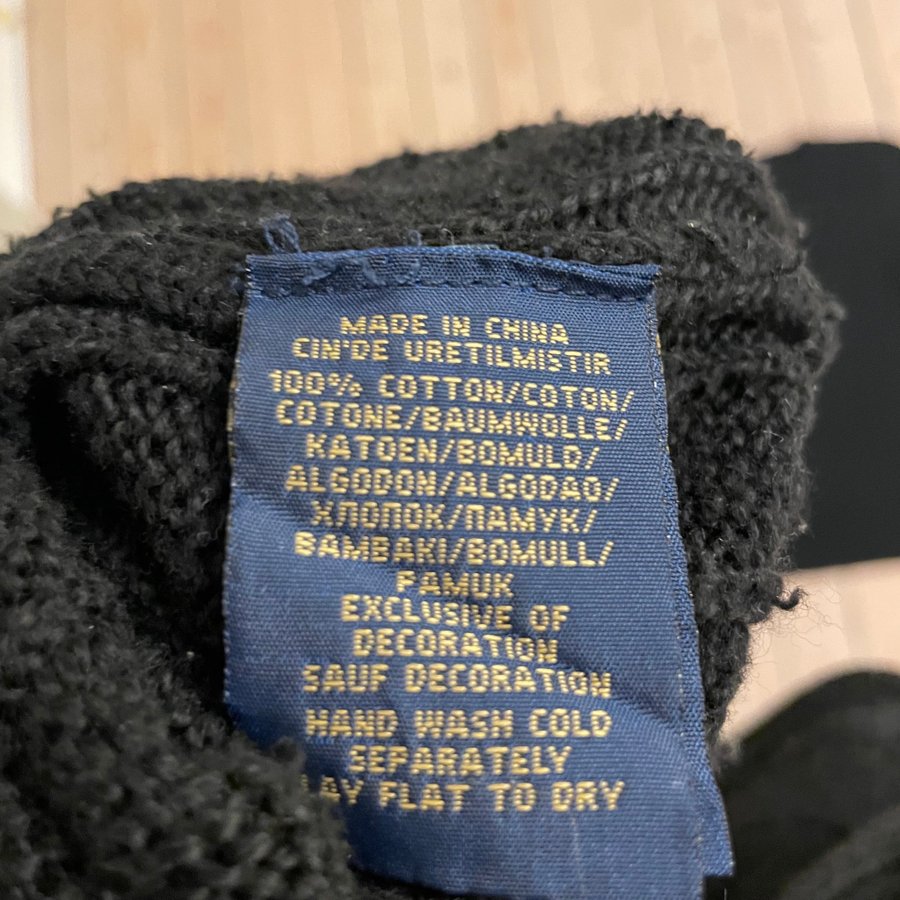 MADE IN CHINA
CIN'DE URETILMISTIR
100% COTTON/COTON/
COTONE/BAUMWOLLE/
KATOEN/BOMULD/
ALGODON/ALGODAO/
ХЛОПОК/ПАМУК/
BAMBAKI/BOMULL/
PAMUK
EXCLUSIVE OF
DECORATION
SAUF DECORATION
HAND WASH COLD
SEPARATELY
LAY FLAT TO DRY